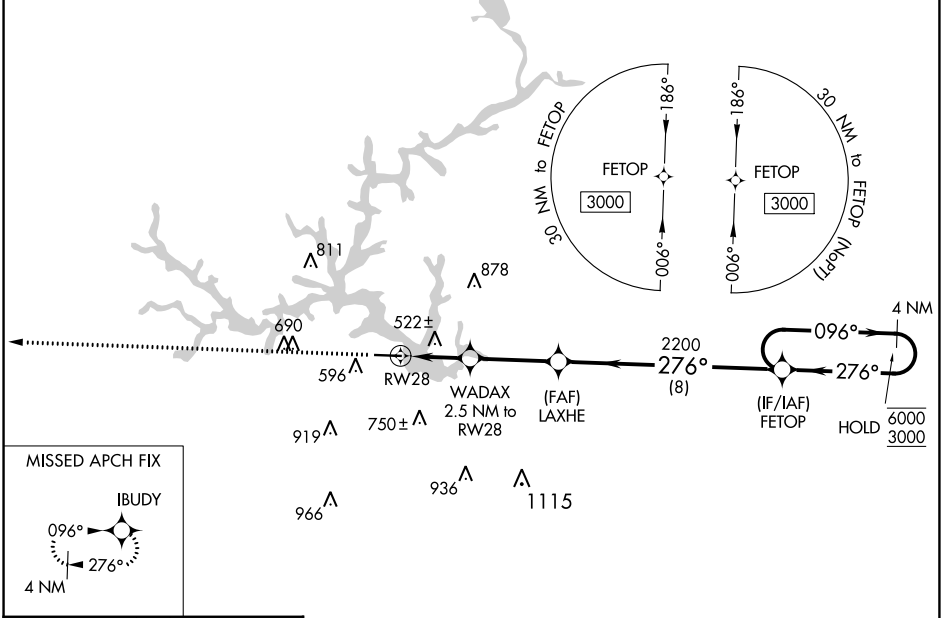 30 NM to FETOP
186°
FETOP
3000
006°
186°
30 NM to FETOP (NoPT)
FETOP
3000
006°
811
878
4 NM
690
522±
096°
2200
276°
(8)
276°
596
RW28
WADAX
2.5 NM to
RW28
(FAF)
LAXHE
(IF/IAF)
FETOP
HOLD
6000
3000
919
750±
936
1115
966
MISSED APCH FIX
IBUDY
096°
276°
4 NM